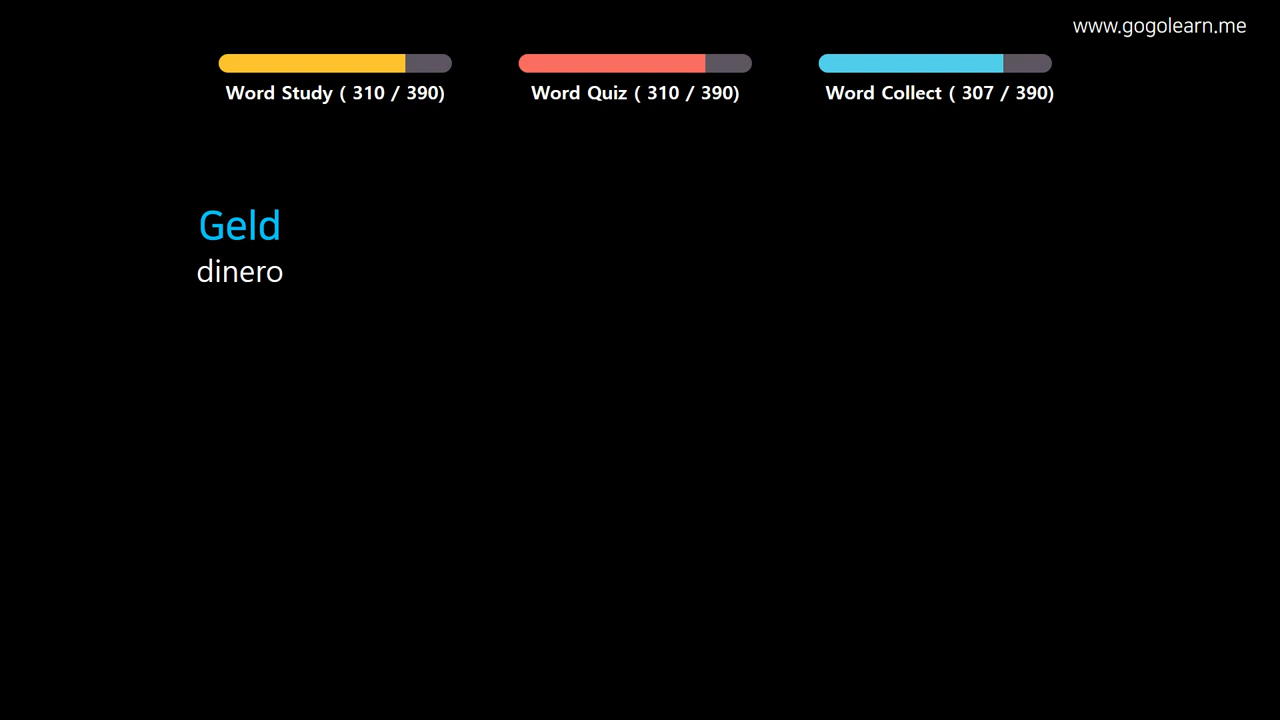 www.gogolearn.me
Word Study ( 310 / 390)
Word Quiz ( 310 / 390)
Word Collect ( 307 / 390)
Geld
dinero